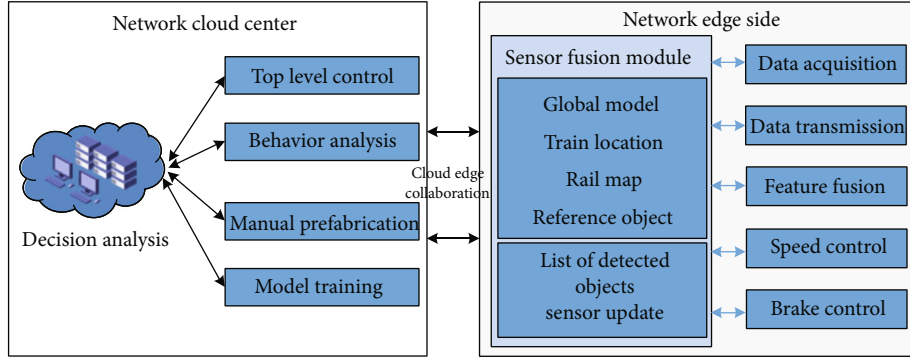 Network cloud center
Top level control
Behavior analysis
Manual prefabrication
Model training
Decision analysis
Cloud edge
collaboration
Network edge side
Sensor fusion module
Global model
Train location
Rail map
Reference object
List of detected
objects
sensor update
Data acquisition
Data transmission
Feature fusion
Speed control
Brake control